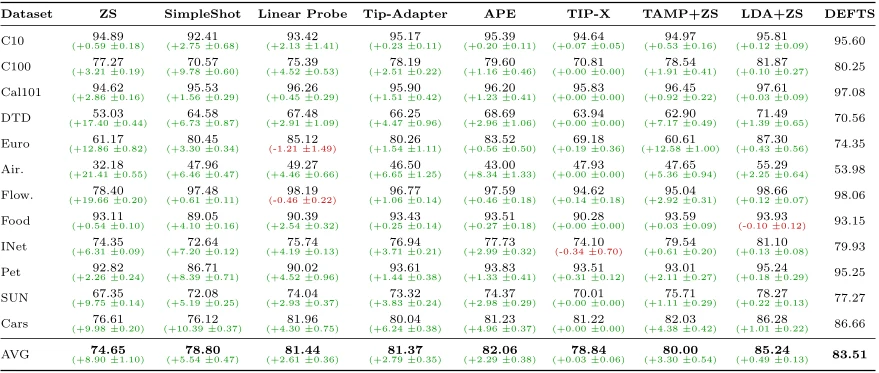 Dataset ZS SimpleShot Linear Probe Tip-Adapter APE TIP-X TAMP+ZS LDA+ZS DEFTS
C10 94.89 92.41 93.42 95.17 95.39 94.64 94.97 95.81 95.60
(+0.59 ±0.18) (+2.75 ±0.68) (+2.13 ±1.41) (+0.23 ±0.11) (+0.20 ±0.11) (+0.07 ±0.05) (+0.53 ±0.16) (+0.12 ±0.09)
C100 77.27 70.57 75.39 78.19 79.60 70.81 78.54 81.87 80.25
(+3.21 ±0.19) (+9.78 ±0.60) (+4.52 ±0.53) (+2.51 ±0.22) (+1.16 ±0.46) (+0.00 ±0.00) (+1.91 ±0.41) (+0.10 ±0.27)
Cal101 94.62 95.53 96.26 95.90 96.20 95.83 96.45 97.61 97.08
(+2.86 ±0.16) (+1.56 ±0.29) (+0.45 ±0.29) (+1.51 ±0.42) (+1.23 ±0.41) (+0.00 ±0.00) (+0.92 ±0.22) (+0.03 ±0.09)
DTD 53.03 64.58 67.48 66.25 68.69 63.94 62.90 71.49 70.56
(+17.40 ±0.44) (+6.73 ±0.87) (+2.91 ±1.09) (+4.47 ±0.96) (+2.96 ±1.06) (+0.00 ±0.00) (+7.17 ±0.49) (+1.39 ±0.65)
Euro 61.17 80.45 85.12 80.26 83.52 69.18 60.61 87.30 74.35
(+12.86 ±0.82) (+3.30 ±0.34) (-1.21 ±1.49) (+1.54 ±1.11) (+0.56 ±0.50) (+0.19 ±0.36) (+12.58 ±1.00) (+0.43 ±0.56)
Air. 32.18 47.96 49.27 46.50 43.00 47.93 47.65 55.29 53.98
(+21.41 ±0.55) (+6.46 ±0.47) (+4.46 ±0.66) (+6.65 ±1.25) (+8.34 ±1.33) (+0.00 ±0.00) (+5.36 ±0.94) (+2.25 ±0.64)
Flow. 78.40 97.48 98.19 96.77 97.59 94.62 95.04 98.66 98.06
(+19.66 ±0.20) (+0.61 ±0.11) (-0.46 ±0.22) (+1.06 ±0.14) (+0.46 ±0.18) (+0.14 ±0.18) (+2.92 ±0.31) (+0.12 ±0.07)
Food 93.11 89.05 90.39 93.43 93.51 90.28 93.59 93.93 93.15
(+0.54 ±0.10) (+4.10 ±0.16) (+2.54 ±0.32) (+0.25 ±0.14) (+0.27 ±0.18) (+0.00 ±0.00) (+0.03 ±0.09) (-0.10 ±0.12)
INet 74.35 72.64 75.74 76.94 77.73 74.10 79.54 81.10 79.93
(+6.31 ±0.09) (+7.20 ±0.12) (+4.19 ±0.13) (+3.71 ±0.21) (+2.99 ±0.32) (-0.34 ±0.70) (+0.61 ±0.20) (+0.13 ±0.08)
Pet 92.82 86.71 90.02 93.61 93.83 93.51 93.01 95.24 95.25
(+2.26 ±0.24) (+8.39 ±0.71) (+4.52 ±0.96) (+1.44 ±0.38) (+1.33 ±0.41) (+0.31 ±0.12) (+2.11 ±0.27) (+0.18 ±0.29)
SUN 67.35 72.08 74.04 73.32 74.37 70.01 75.71 78.27 77.27
(+9.75 ±0.14) (+5.19 ±0.25) (+2.93 ±0.37) (+3.83 ±0.24) (+2.98 ±0.29) (+0.00 ±0.00) (+1.11 ±0.29) (+0.22 ±0.13)
Cars 76.61 76.12 81.96 80.04 81.23 81.22 82.03 86.28 86.66
(+9.98 ±0.20) (+10.39 ±0.37) (+4.30 ±0.75) (+6.24 ±0.38) (+4.96 ±0.37) (+0.00 ±0.00) (+4.38 ±0.42) (+1.01 ±0.22)
AVG 74.65 78.80 81.44 81.37 82.06 78.84 80.00 85.24 83.51
(+8.90 ±1.10) (+5.54 ±0.47) (+2.61 ±0.36) (+2.79 ±0.35) (+2.29 ±0.38) (+0.03 ±0.06) (+3.30 ±0.54) (+0.49 ±0.13)